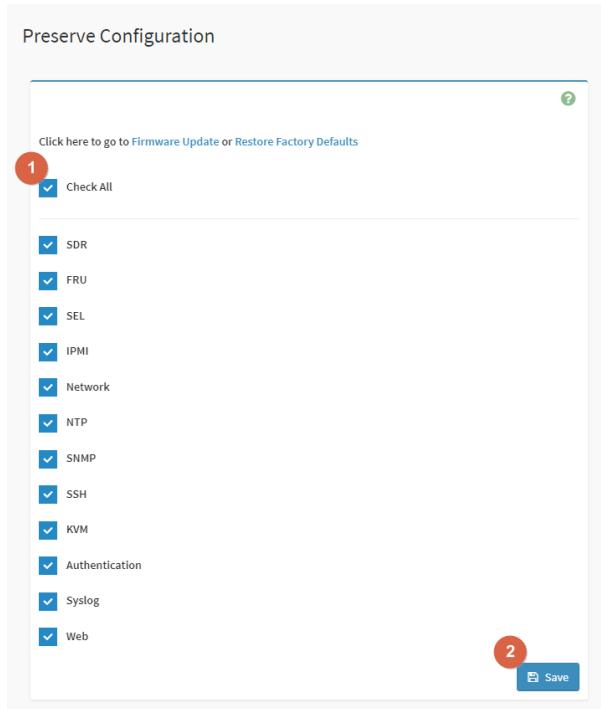 Preserve Configuration
?
Click here to go to Firmware Update or Restore Factory Defaults
1
Check All
SDR
FRU
SEL
IPMI
Network
NTP
SNMP
SSH
KVM
Authentication
Syslog
Web
2
Save